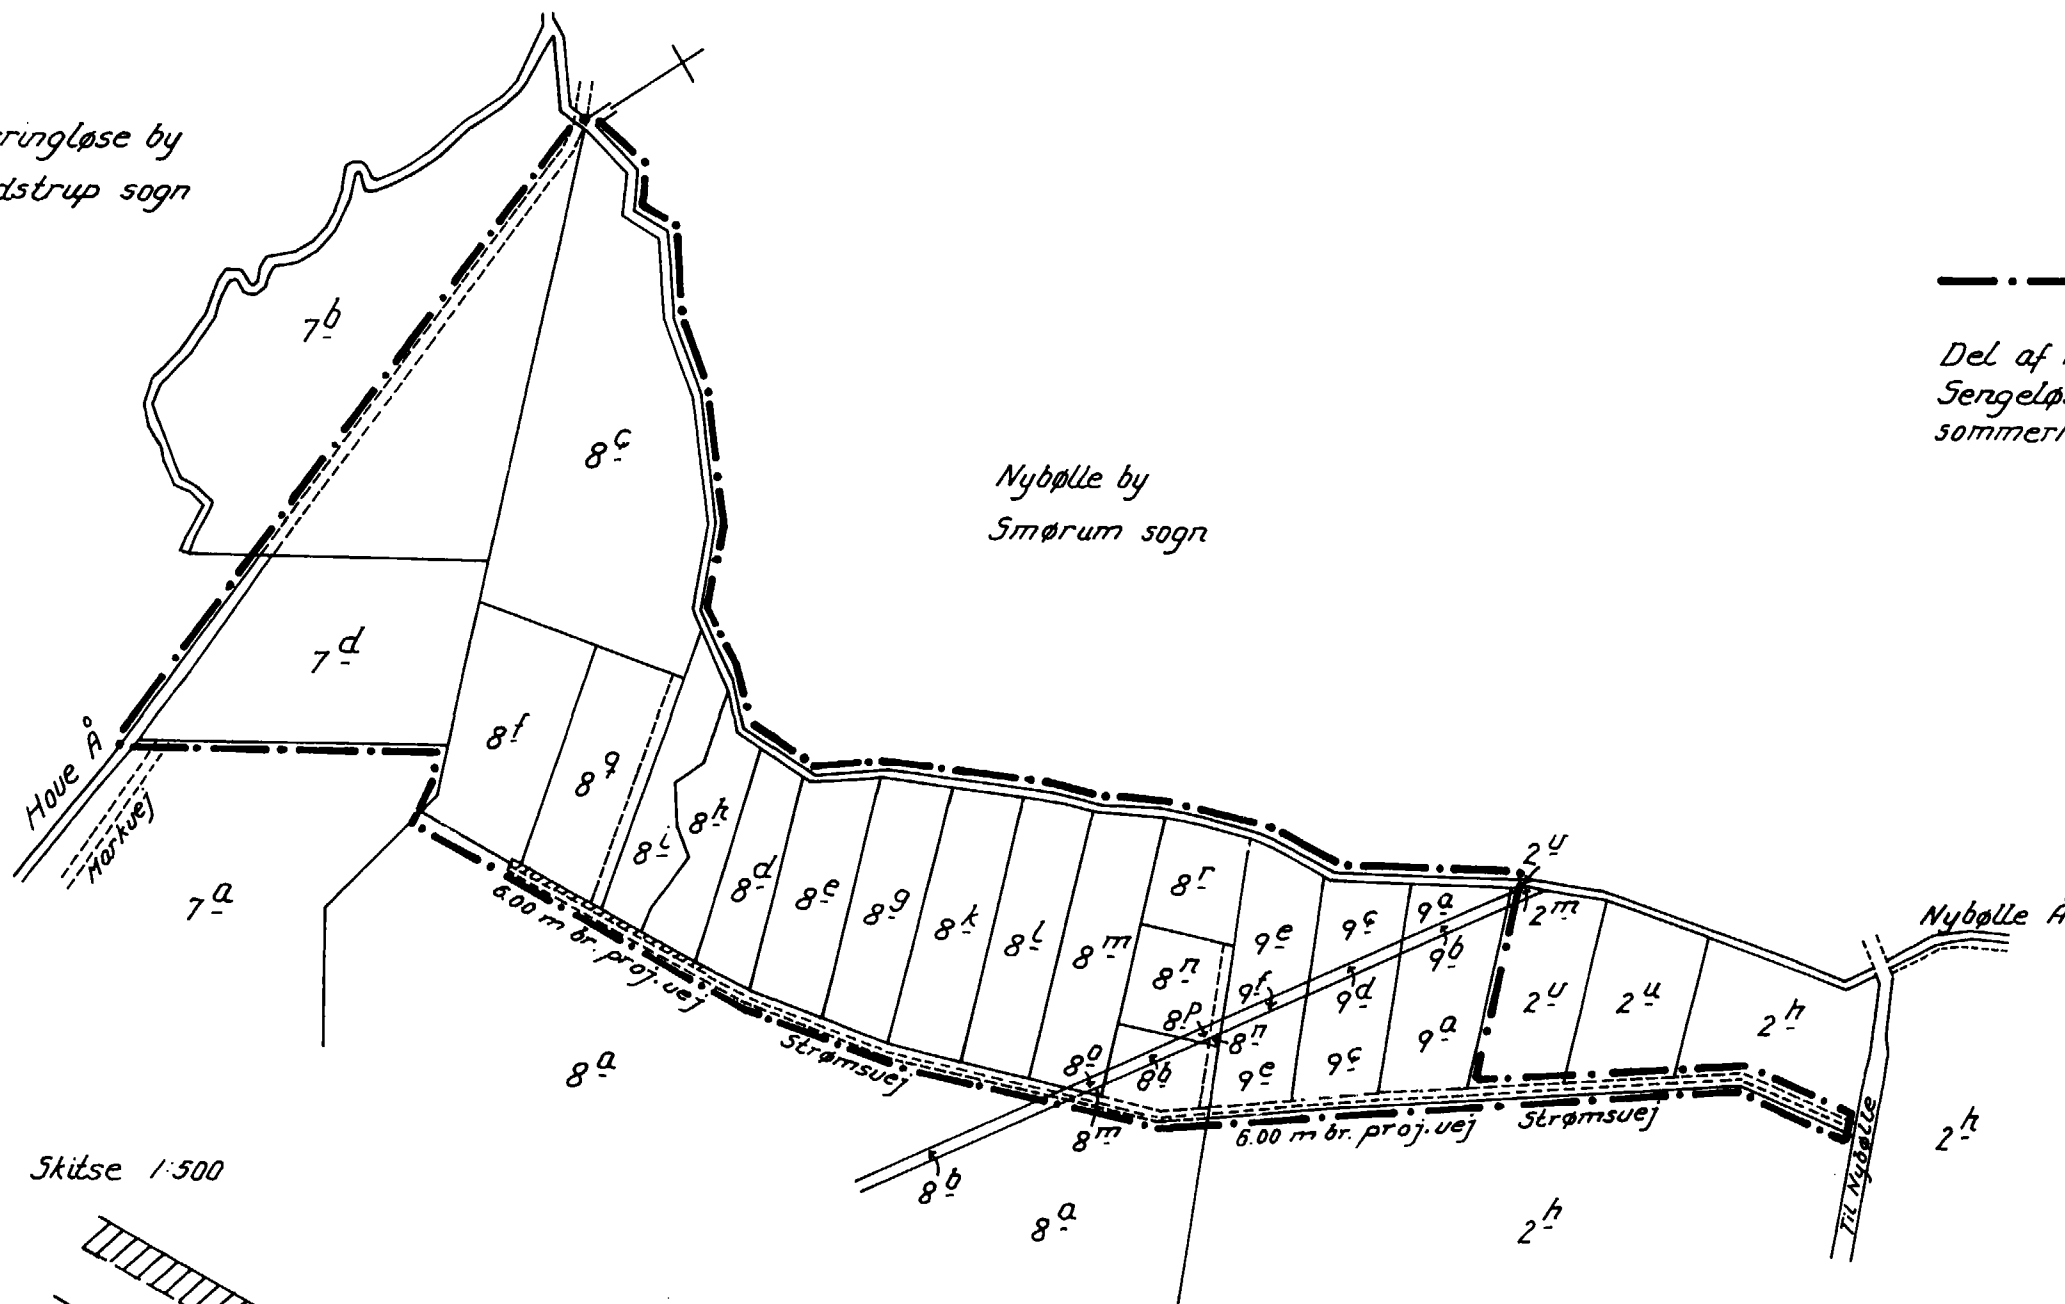 ringløse by
dstrup sogn
7b
8c
Nybølle by
Smørum sogn
Del af
Sengeløs
sommer
7d
Hove Å
Markvej
7a
8f
8q
8i
8h
8d
8e
8g
8k
8l
8m
8r
8n
8p
8n
8o
8b
8m
9e
9f
9e
9c
9d
9c
9a
9b
9a
2u
2m
2u
2u
2h
Nybølle Å
6.00 m br. proj. vej
Strømsvej
6.00 m br. proj. vej
Strømsvej
Til Nybølle
2h
8a
8b
8a
2h
Skitse 1:500